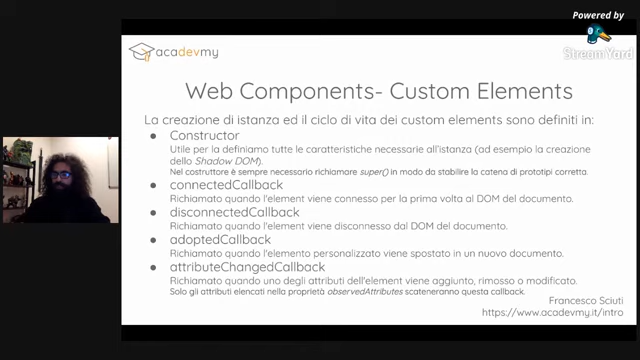 Powered by
StreamYard
acadevmy
Web Components- Custom Elements
La creazione di istanza ed il ciclo di vita dei custom elements sono definiti in:
● Constructor
Utile per la definiamo tutte le caratteristiche necessarie all'istanza (ad esempio la creazione
dello Shadow DOM).
Nel costruttore è sempre necessario richiamare super() in modo da stabilire la catena di prototipi corretta.
● connectedCallback
Richiamato quando l'element viene connesso per la prima volta al DOM del documento.
● disconnectedCallback
Richiamato quando l'element viene disconnesso dal DOM del documento.
● adoptedCallback
Richiamato quando l'elemento personalizzato viene spostato in un nuovo documento.
● attributeChangedCallback
Richiamato quando uno degli attributi dell'element viene aggiunto, rimosso o modificato.
Solo gli attributi elencati nella proprietà observedAttributes scateneranno questa callback.
Francesco Sciuti
https://www.acadevmy.it/intro